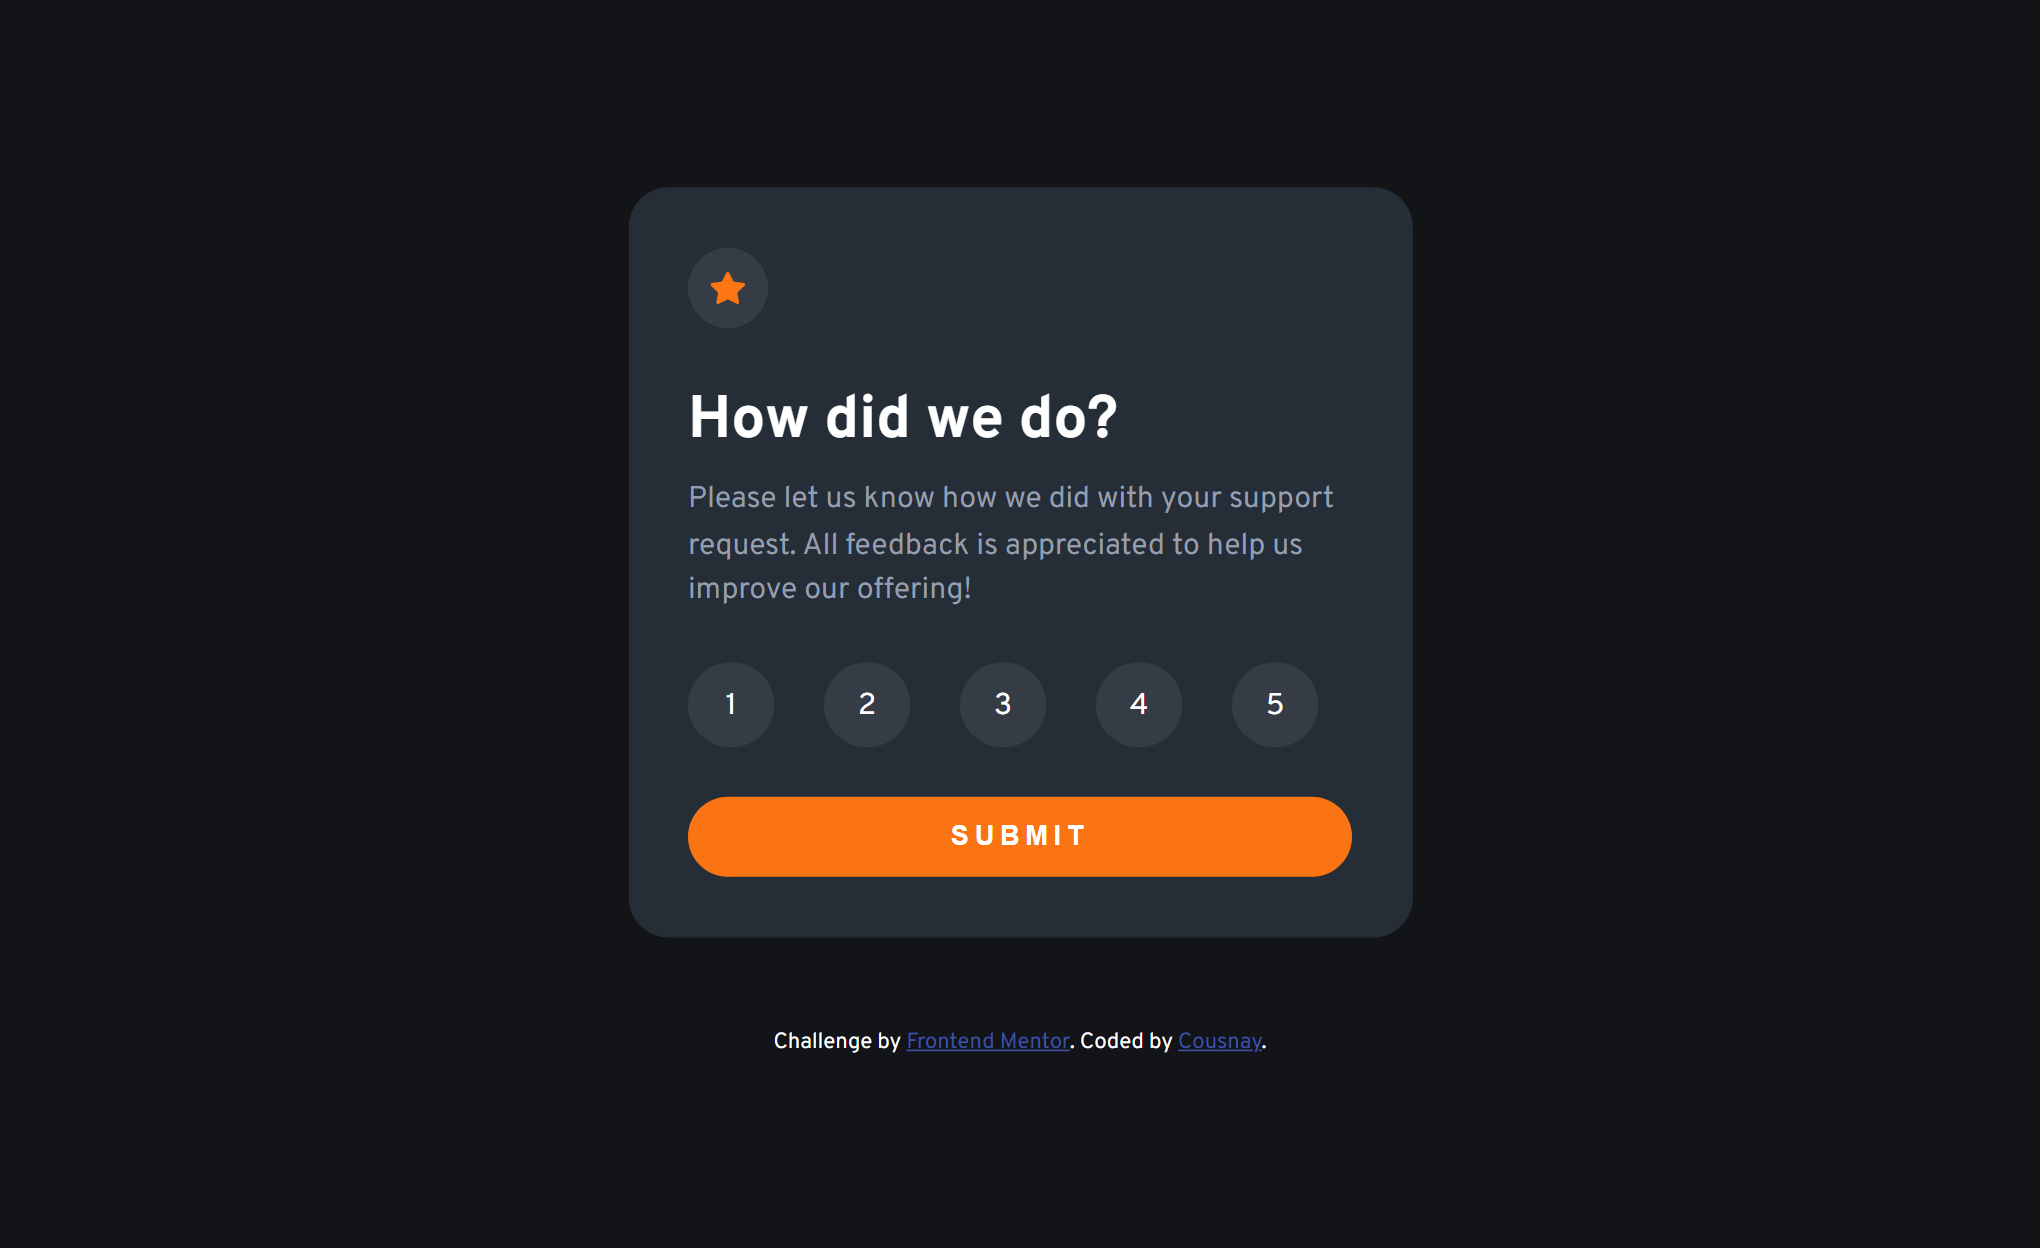 How did we do?
Please let us know how we did with your support
request. All feedback is appreciated to help us
improve our offering!
1 2 3 4 5
SUBMIT
Challenge by Frontend Mentor. Coded by Cousnay.